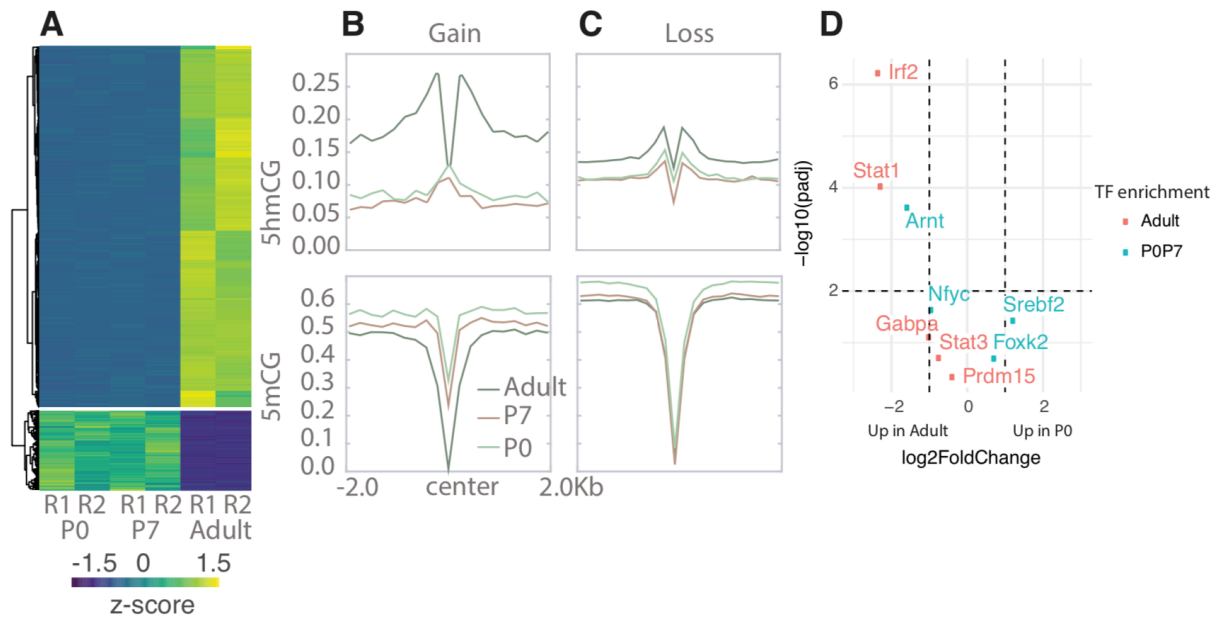 A
R1 R2 R1 R2 R1 R2
P0 P7 Adult
-1.5 0 1.5
z-score
B
Gain
C
Loss
5hmCG
0.25
0.20
0.15
0.10
0.05
0.00
5mCG
0.6
0.5
0.4
0.3
0.2
0.1
0.0
Adult
P7
P0
-2.0 center 2.0Kb
D
−log10(padj)
6
4
2
Irf2
Stat1
Arnt
Nfyc
Srebf2
Gabpa
Stat3
Foxk2
Prdm15
−2 0 2
Up in Adult Up in P0
log2FoldChange
TF enrichment
Adult
P0P7